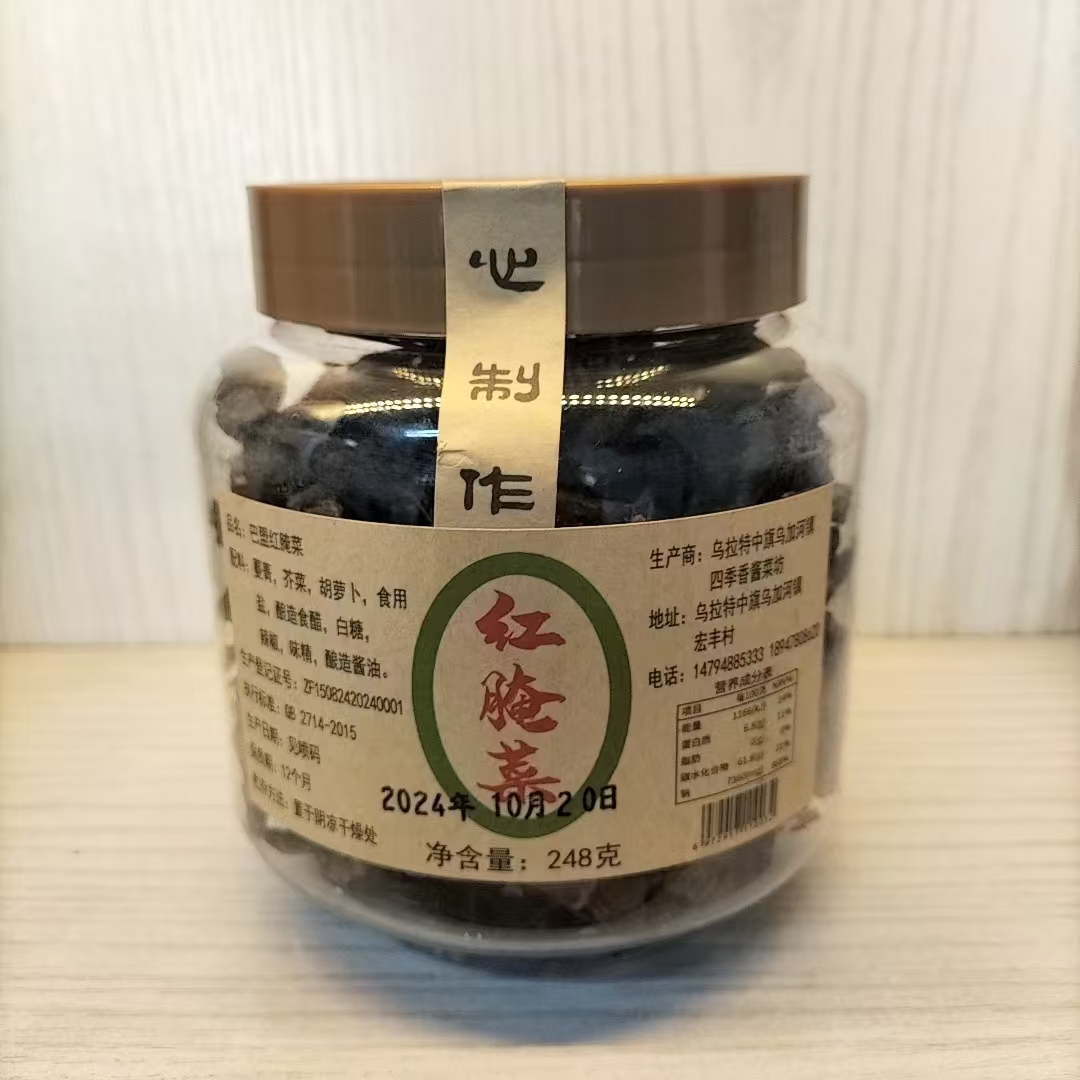 心
制
作
品名：巴盟红腌菜
配料：蔓菁，芥菜，胡萝卜，食用
盐，酿造食醋，白糖，
辣椒，味精，酿造酱油。
生产登记证号：ZF15082420240001
执行标准：GB 2714-2015
生产日期：见喷码
保质期：12个月
贮存方法：置于阴凉干燥处
红
腌
菜
2024年 10月20日
净含量：248克
生产商：乌拉特中旗乌加河镇
四季香酱菜坊
地址：乌拉特中旗乌加河镇
宏丰村
电话：14794885333
营养成分表
项目 每100克 NRV%
能量
蛋白质
脂肪
碳水化合物
钠